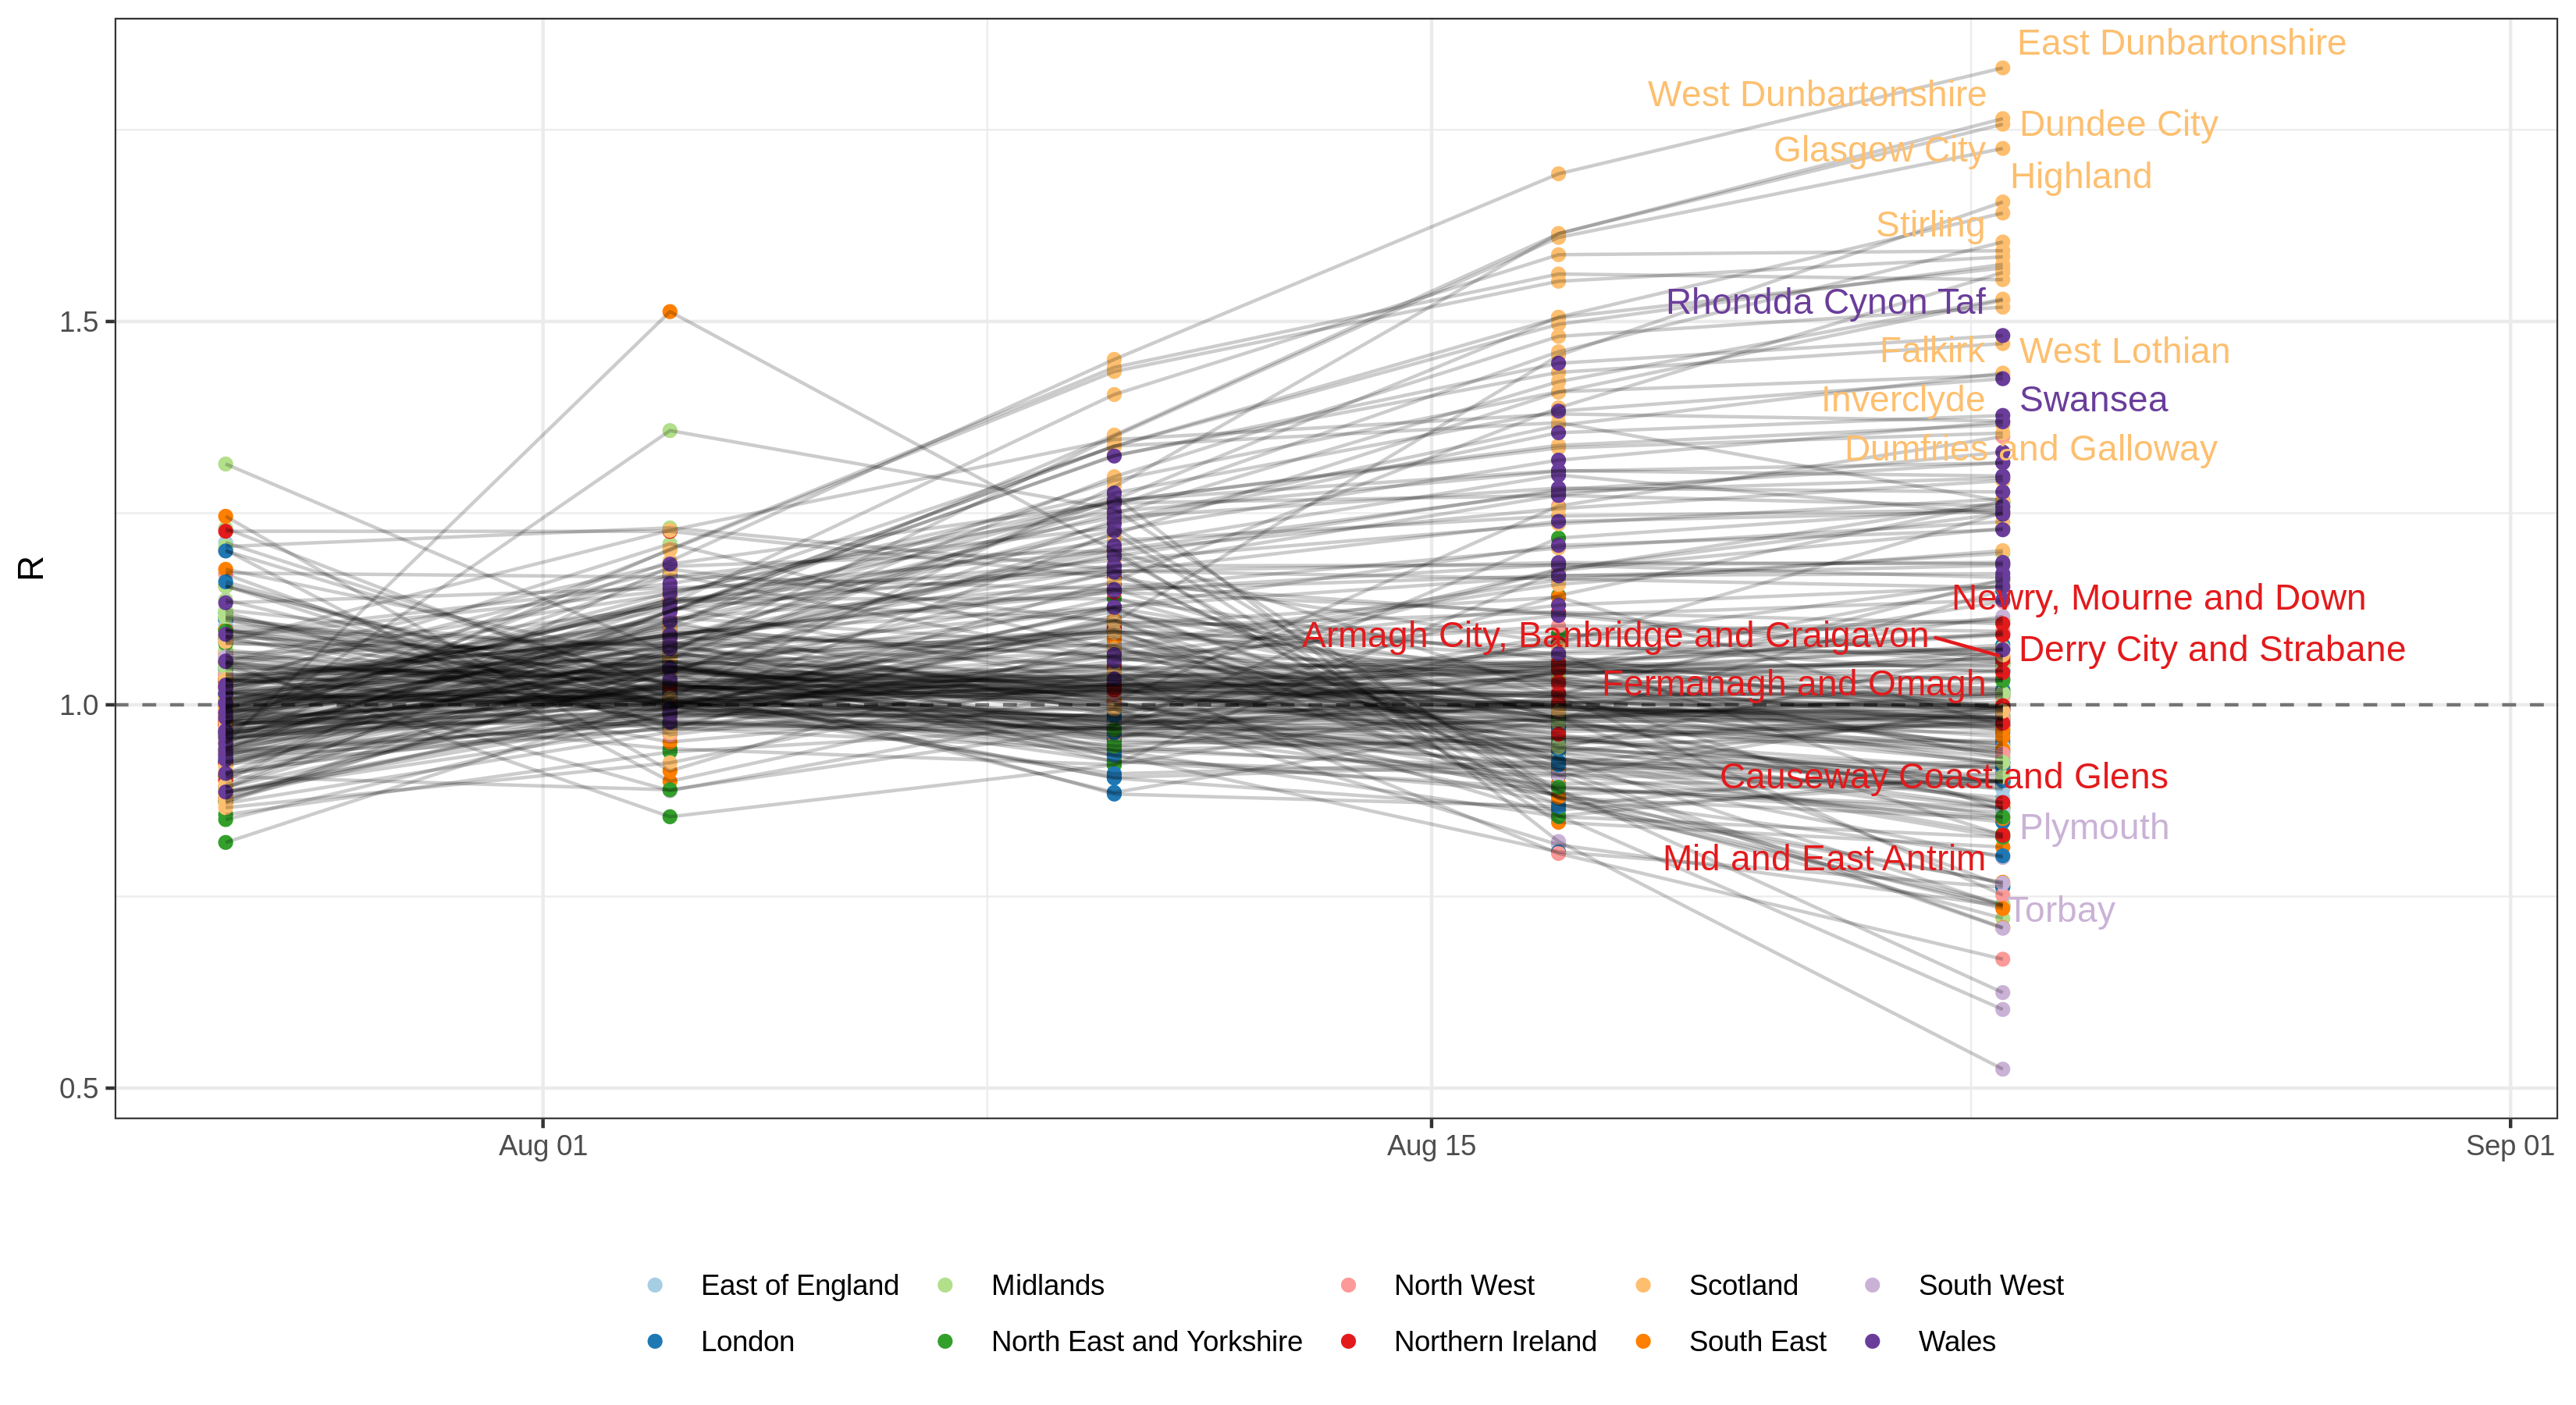 East Dunbartonshire
West Dunbartonshire
Dundee City
Glasgow City
Highland
Stirling
Rhondda Cynon Taf
1.5
Falkirk West Lothian
Inverclyde Swansea
Dumfries and Galloway
R
Newry, Mourne and Down
Armagh City, Banbridge and Craigavon
Derry City and Strabane
Fermanagh and Omagh
1.0
Causeway Coast and Glens
Plymouth
Mid and East Antrim
Torbay
0.5
Aug 01 Aug 15 Sep 01
East of England Midlands North West Scotland South West
London North East and Yorkshire Northern Ireland South East Wales